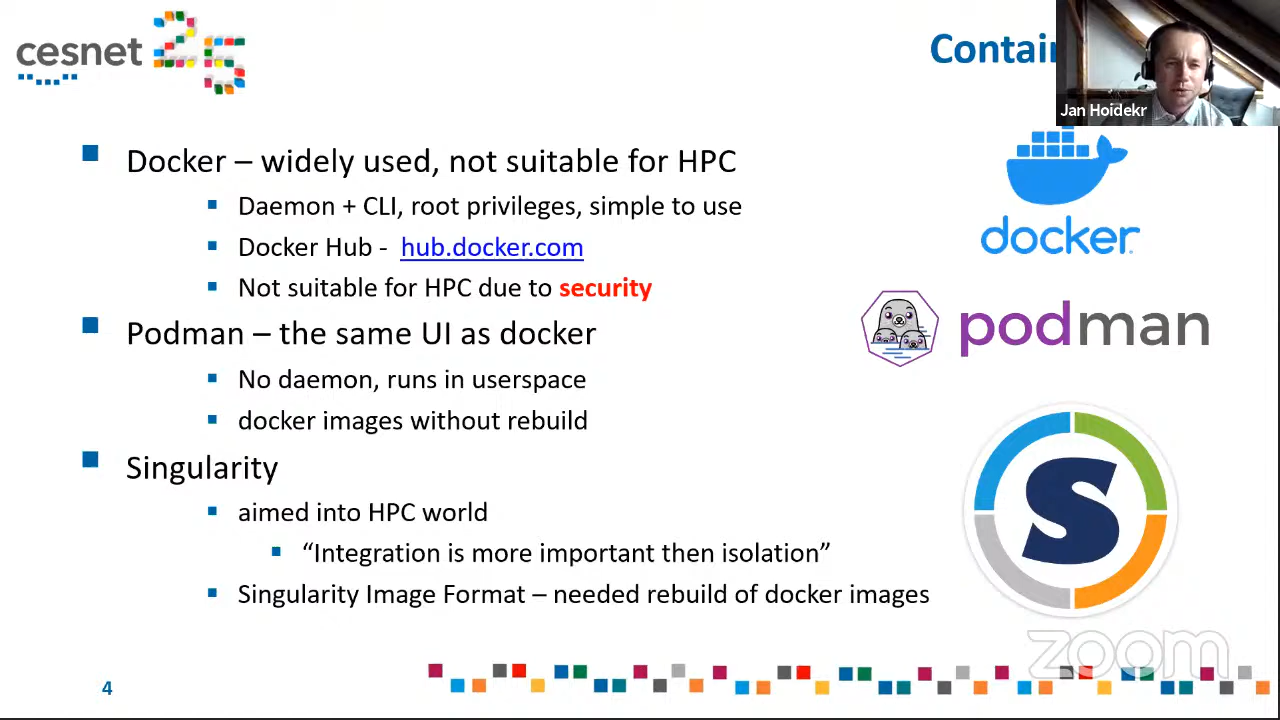 cesnet 25
Contain
Jan Hoidekr
Docker – widely used, not suitable for HPC
Daemon + CLI, root privileges, simple to use
Docker Hub - hub.docker.com
Not suitable for HPC due to security
docker
Podman – the same UI as docker
No daemon, runs in userspace
docker images without rebuild
podman
Singularity
aimed into HPC world
“Integration is more important then isolation”
Singularity Image Format – needed rebuild of docker images
S
zoom
4